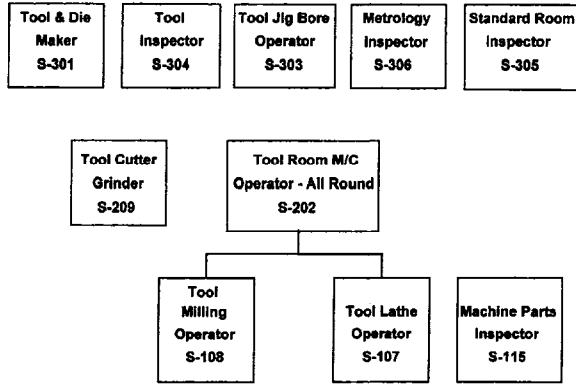 Tool & Die
Maker
S-301
Tool
Inspector
S-304
Tool Jig Bore
Operator
S-303
Metrology
Inspector
S-306
Standard Room
Inspector
S-305
Tool Cutter
Grinder
S-209
Tool Room M/C
Operator - All Round
S-202
Tool
Milling
Operator
S-108
Tool Lathe
Operator
S-107
Machine Parts
Inspector
S-115